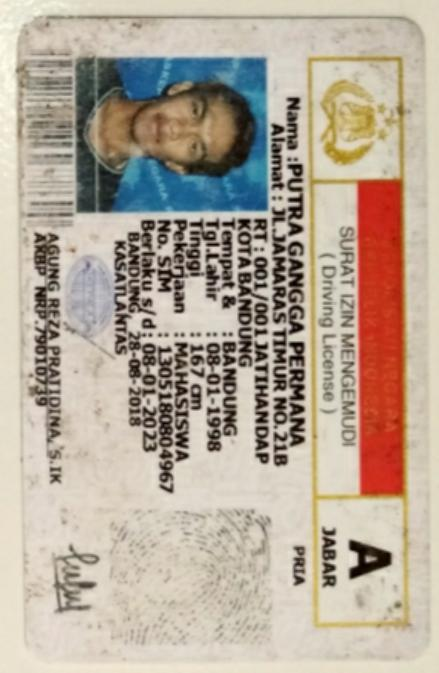 SURAT IZIN MENGEMUDI
( Driving License )
A
JABAR
PRIA
Nama : PUTRA GANGGA PERMANA
Alamat : JL.JAMARAS TIMUR NO.21B
RT : 001/001 JATIHANDAP
KOTA BANDUNG
Tempat & : BANDUNG
Tgl.Lahir : 08-01-1998
Tinggi : 167 cm
Pekerjaan : MAHASISWA
No. SIM : 1305180804967
Berlaku s/d : 08-01-2023
BANDUNG, 28-08-2018
KASATLANTAS
AGUNG REZA PRATIDINA, S.IK
AKBP NRP.79010739